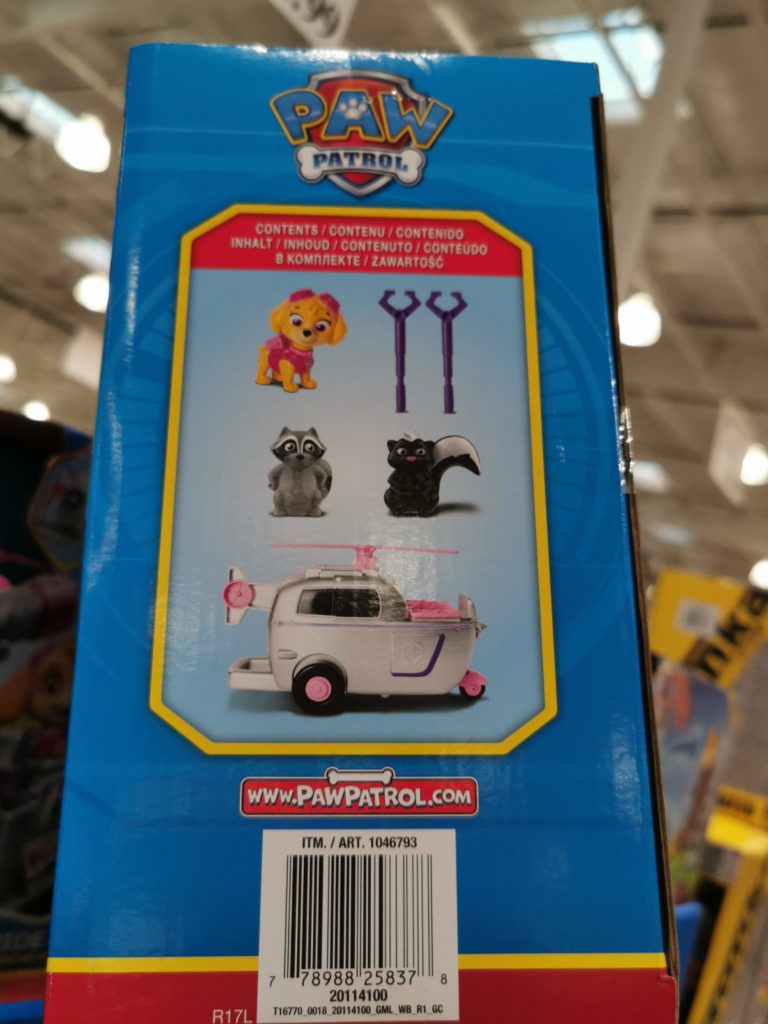 .99
PAW
PATROL
CONTENTS / CONTENU / CONTENIDO
INHALT / INHOUD / CONTENUTO / CONTEÚDO
В КОМПЛЕКТЕ / ZAWARTOŚĆ
WWW.PAWPATROL.COM
ITM. / ART. 1046793
7 78988 25837 8
20114100
T16770_0018_20114100_GML_WB_R1_GC
R17L